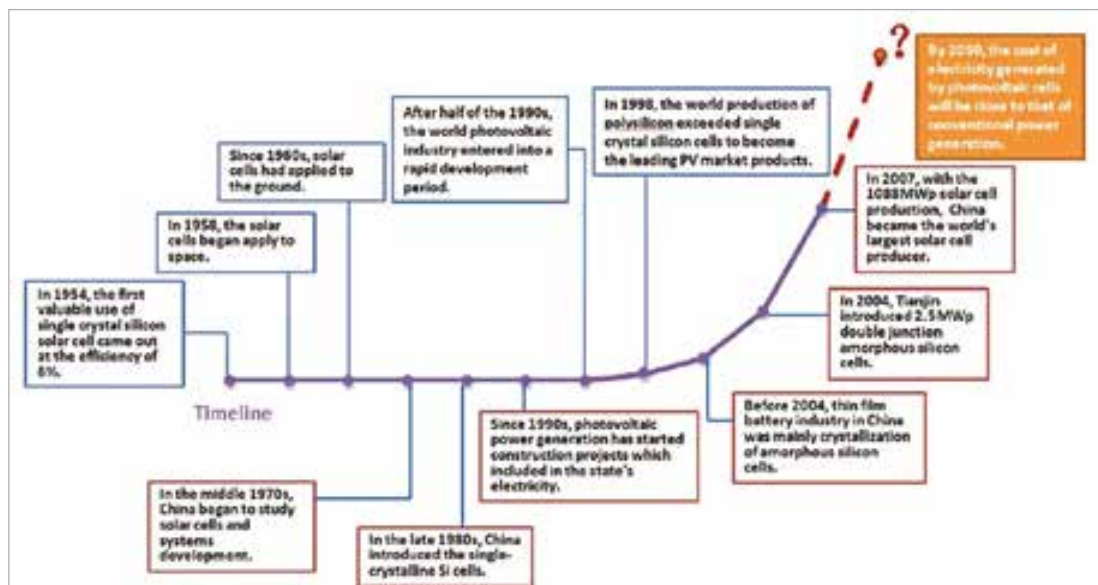 ?
By the cost of
electricity generated
by photovoltaic cells
will be close to that of
conventional power
generation.
In 1998, the world production of
polysilicon exceeded single
crystal silicon cells to become
the leading PV market products.
After half of the 1990s,
the world photovoltaic
industry entered into a
rapid development
period.
Since 1960s, solar
cells had applied to
the ground.
In 1958, the solar
cells began apply to
space.
In 1954, the first
valuable use of
single crystal silicon
solar cell came out
at the efficiency of
6%.
In 2007, with the
1088MWp solar cell
production, China
became the world's
largest solar cell
producer.
In 2004, Tianjin
introduced 2.5MWp
double junction
amorphous silicon
cells.
Before 2004, thin film
battery industry in China
was mainly crystallization
of amorphous silicon
cells.
Timeline
Since 1990s, photovoltaic
power generation has started
construction projects which
included in the state's
electricity.
In the middle 1970s,
China began to study
solar cells and
systems
development.
In the late 1980s, China
introduced the single-
crystalline Si cells.